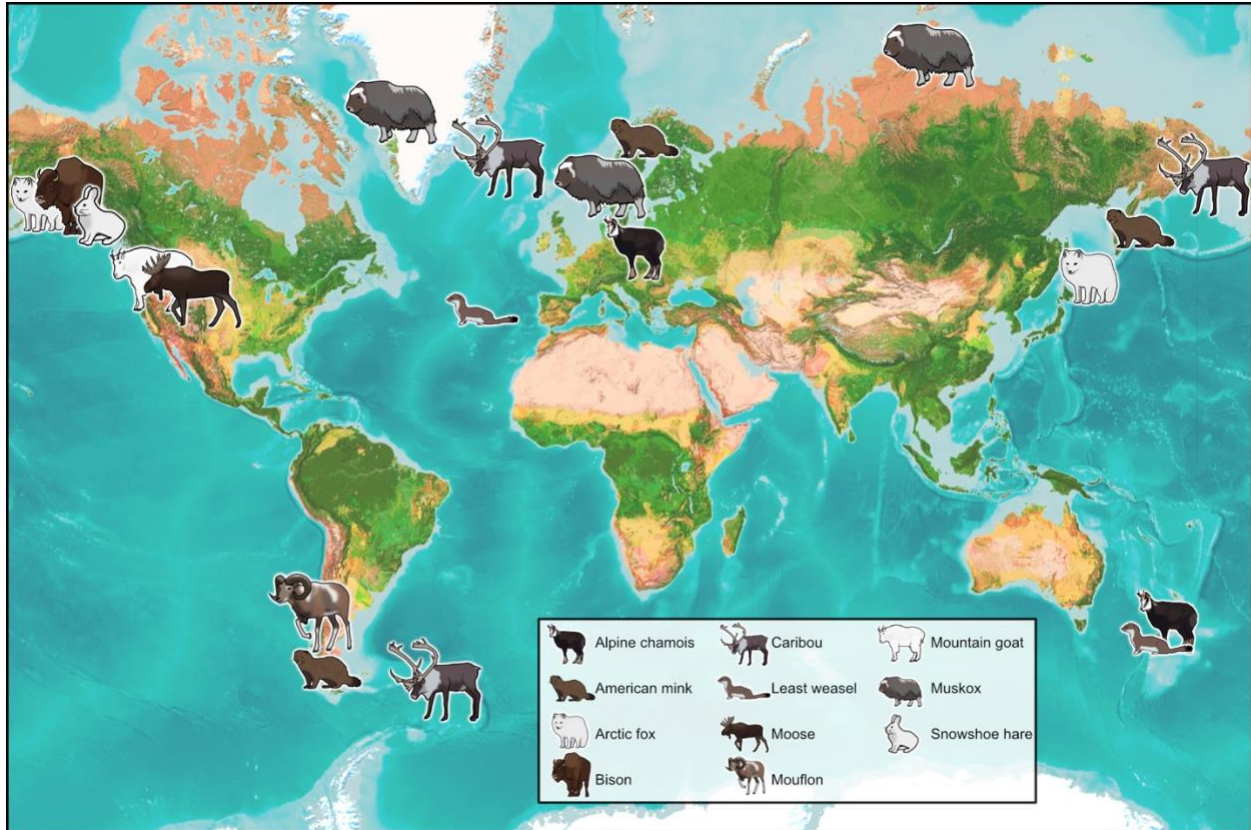 Alpine chamois
Caribou
Mountain goat
American mink
Least weasel
Muskox
Arctic fox
Moose
Snowshoe hare
Bison
Mouflon